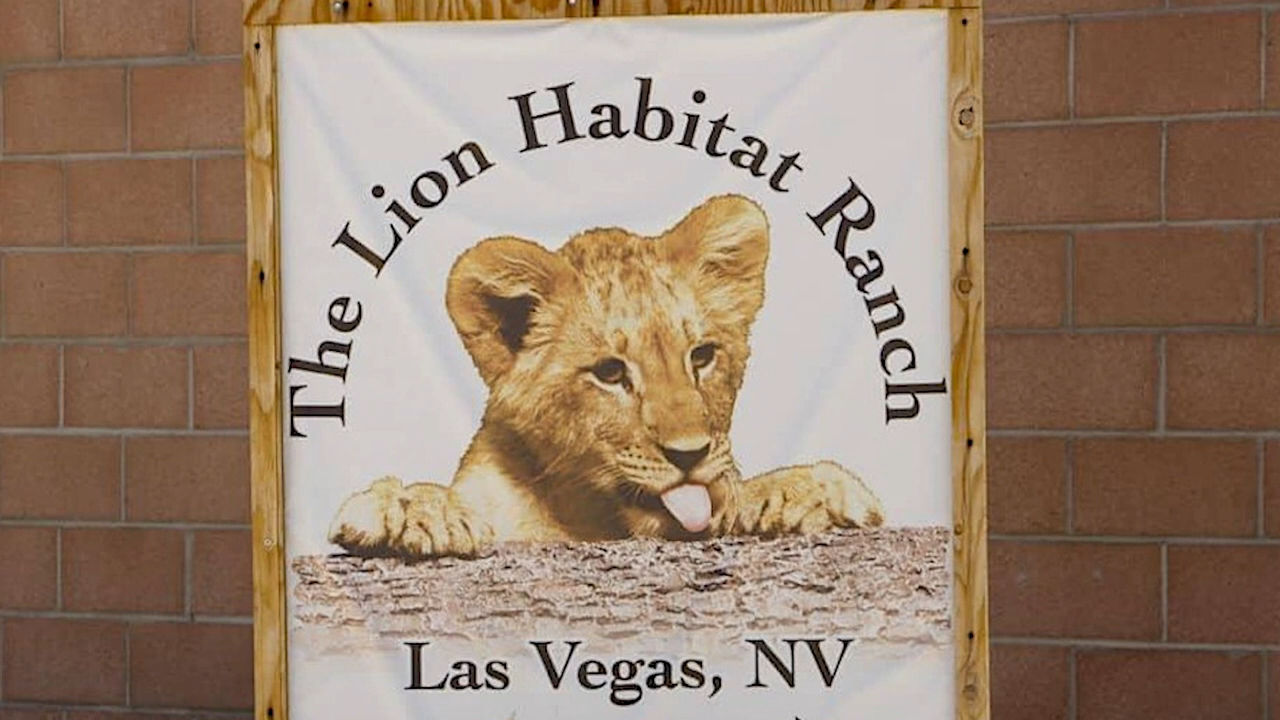 The Lion Habitat Ranch
Las Vegas, NV